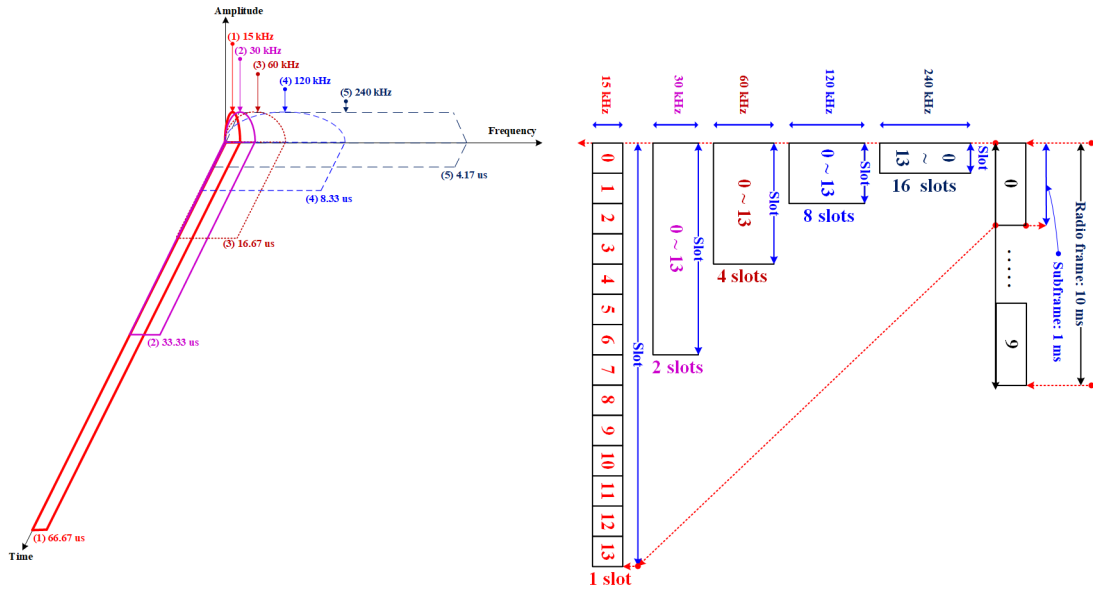 Amplitude
(1) 15 kHz
(2) 30 kHz
(3) 60 kHz
(4) 120 kHz
(5) 240 kHz
Frequency
(5) 4.17 us
(4) 8.33 us
(3) 16.67 us
(2) 33.33 us
(1) 66.67 us
Time
15 kHz
30 kHz
60 kHz
120 kHz
240 kHz
0
1
2
3
4
5
6
7
8
9
10
11
12
13
Slot
1 slot
0 ~ 13
Slot
2 slots
0 ~ 13
Slot
4 slots
0 ~ 13
Slot
8 slots
0 ~ 13
Slot
16 slots
0
.....
9
Subframe: 1 ms
Radio frame: 10 ms